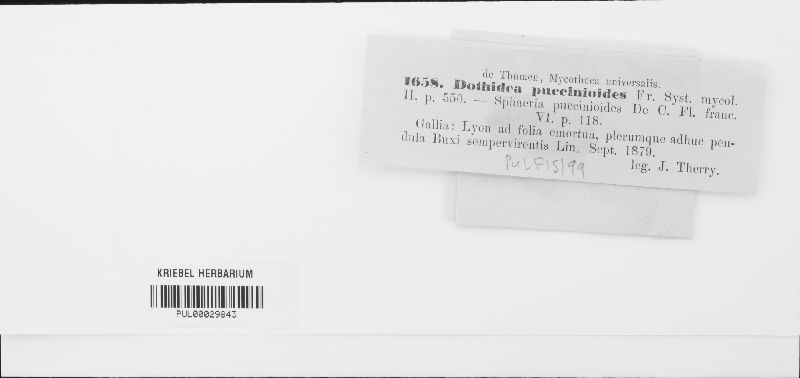 de Thümen, Mycotheca universalis.
1658. Dothidea puccinioides Fr. Syst. mycol.
II. p. 550. — Sphaeria puccinioides De C. Fl. franc.
VI. p. 118.
Gallia: Lyon ad folia emortua, plerumque adhuc pen-
dula Buxi sempervirentis Lin. Sept. 1879.
leg. J. Therry.
PULF15199
KRIEBEL HERBARIUM
PUL00029843